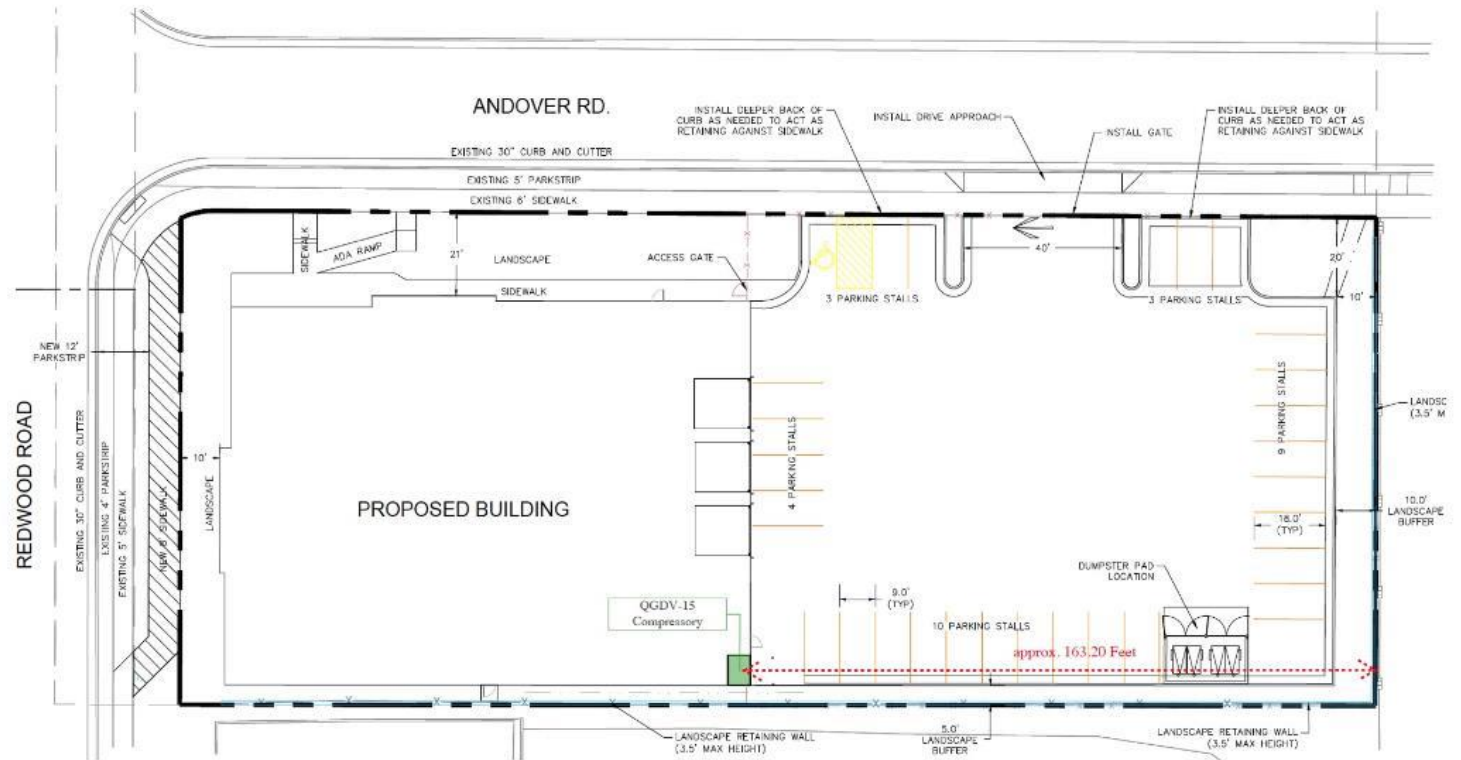 ANDOVER RD.
INSTALL DEEPER BACK OF
CURB AS NEEDED TO ACT AS
RETAINING AGAINST SIDEWALK
INSTALL DRIVE APPROACH
NSTALL GATE
INSTALL DEEPER BACK OF
CURB AS NEEDED TO ACT AS
RETAINING AGAINST SIDEWALK
EXISTING 30" CURB AND CUTTER
EXISTING 5' PARKSTRIP
EXISTING 6' SIDEWALK
SIDEWALK
ADA RAMP
21'
LANDSCAPE
SIDEWALK
ACCESS GATE
3 PARKING STALLS
40'
3 PARKING STALLS
20'
10'
NEW 12'
PARKSTRIP
REDWOOD ROAD
EXISTING 30" CURB AND CUTTER
EXISTING 4' PARKSTRIP
EXISTING 5' SIDEWALK
NEW 6' SIDEWALK
10'
LANDSCAPE
PROPOSED BUILDING
4 PARKING STALLS
9 PARKING STALLS
LANDSC
(3.5' M
10.0'
LANDSCAPE
BUFFER
18.0'
(TYP)
DUMPSTER PAD
LOCATION
9.0'
(TYP)
QGDV-15
Compressory
10 PARKING STALLS
approx. 163.20 Feet
LANDSCAPE RETAINING WALL
(3.5' MAX HEIGHT)
5.0'
LANDSCAPE
BUFFER
LANDSCAPE RETAINING WALL
(3.5' MAX HEIGHT)